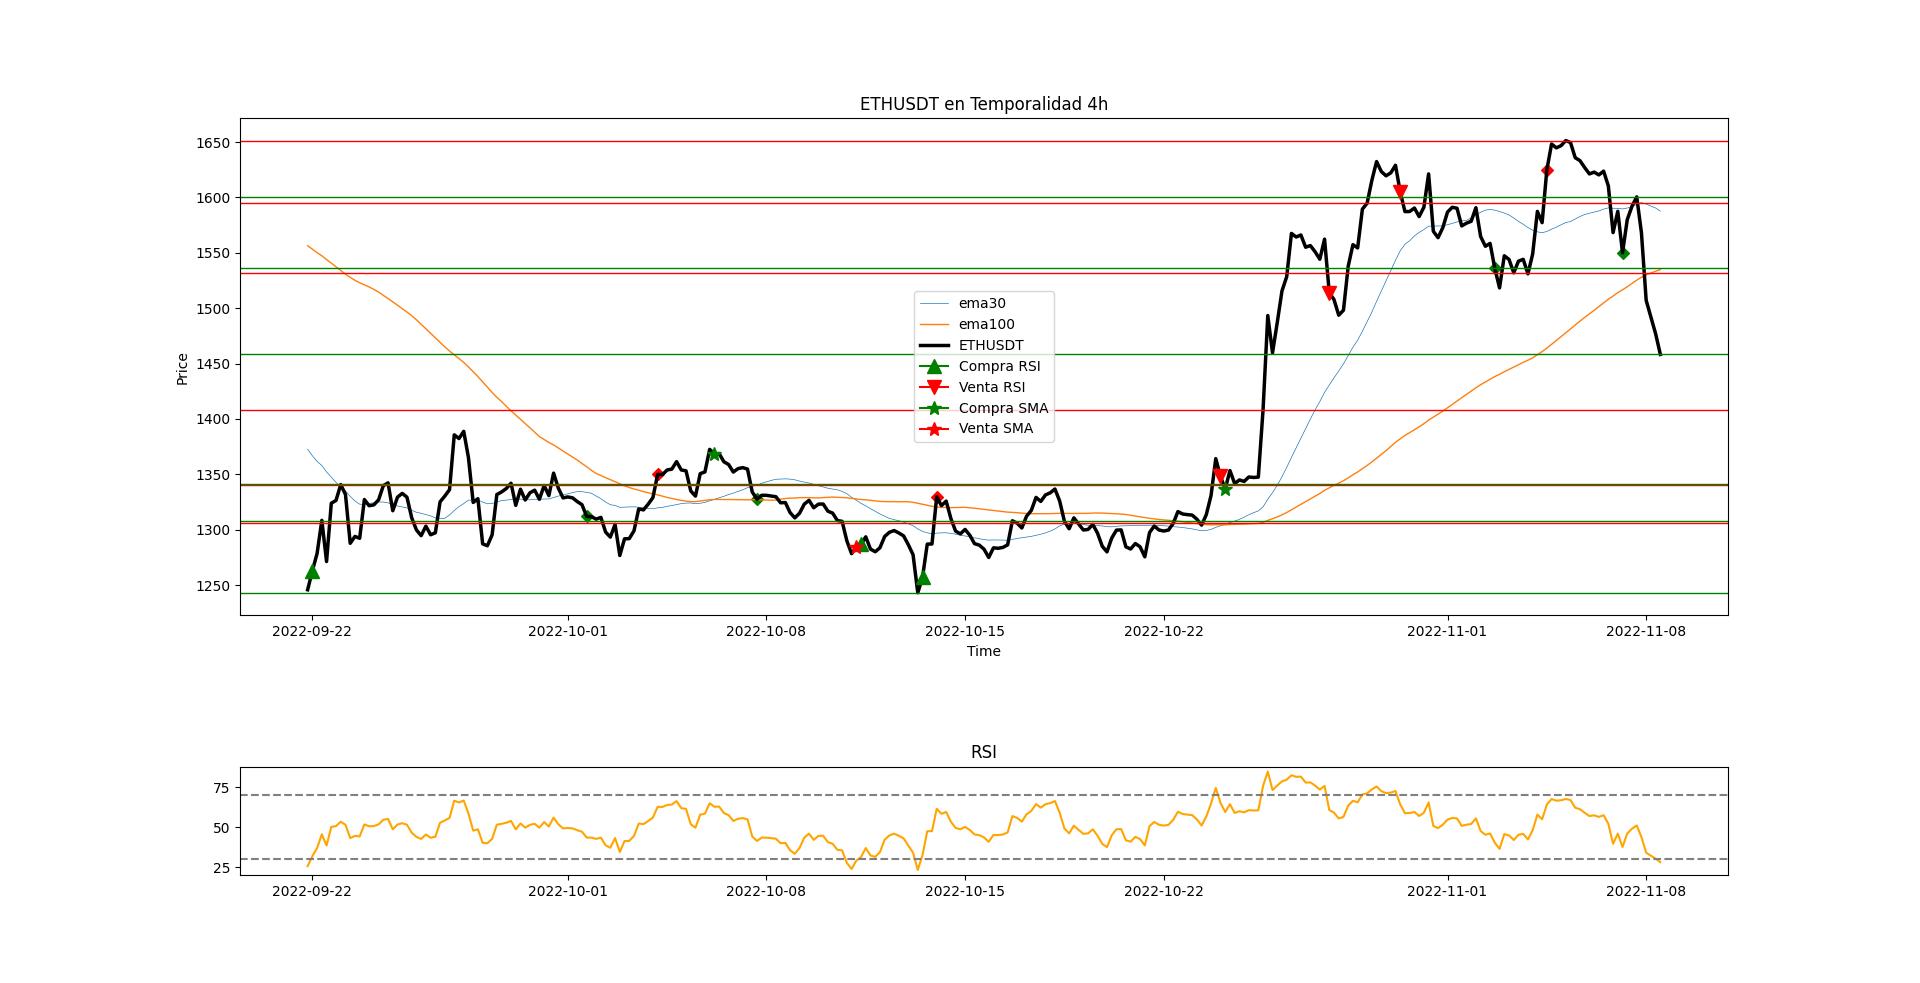 ETHUSDT en Temporalidad 4h
1650
1600
1550
1500
1450
1400
1350
1300
1250
Price
ema30
ema100
ETHUSDT
Compra RSI
Venta RSI
Compra SMA
Venta SMA
2022-09-22 2022-10-01 2022-10-08 2022-10-15 2022-10-22 2022-11-01 2022-11-08
Time
RSI
75
50
25
2022-09-22 2022-10-01 2022-10-08 2022-10-15 2022-10-22 2022-11-01 2022-11-08